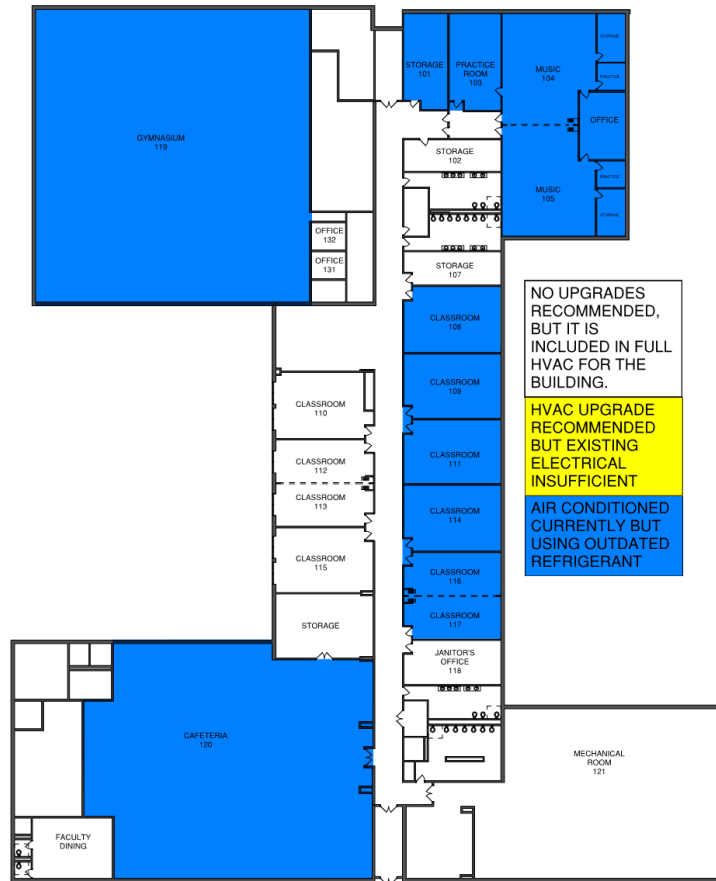 STORAGE
101
PRACTICE
ROOM
103
MUSIC
104
STORAGE
PRACTICE
OFFICE
GYMNASIUM
119
STORAGE
102
MUSIC
105
PRACTICE
STORAGE
OFFICE
132
OFFICE
131
STORAGE
107
CLASSROOM
108
NO UPGRADES
RECOMMENDED,
BUT IT IS
INCLUDED IN FULL
HVAC FOR THE
BUILDING.
CLASSROOM
109
CLASSROOM
110
HVAC UPGRADE
RECOMMENDED
BUT EXISTING
ELECTRICAL
INSUFFICIENT
CLASSROOM
111
CLASSROOM
112
CLASSROOM
113
CLASSROOM
114
AIR CONDITIONED
CURRENTLY BUT
USING OUTDATED
REFRIGERANT
CLASSROOM
115
CLASSROOM
116
CLASSROOM
117
STORAGE
JANITOR'S
OFFICE
118
CAFETERIA
120
MECHANICAL
ROOM
121
FACULTY
DINING